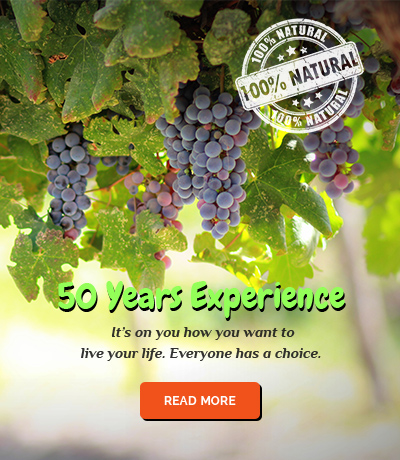 100% NATURAL
100% NATURAL
100% NATURAL
50 Years Experience
It's on you how you want to
live your life. Everyone has a choice.
READ MORE